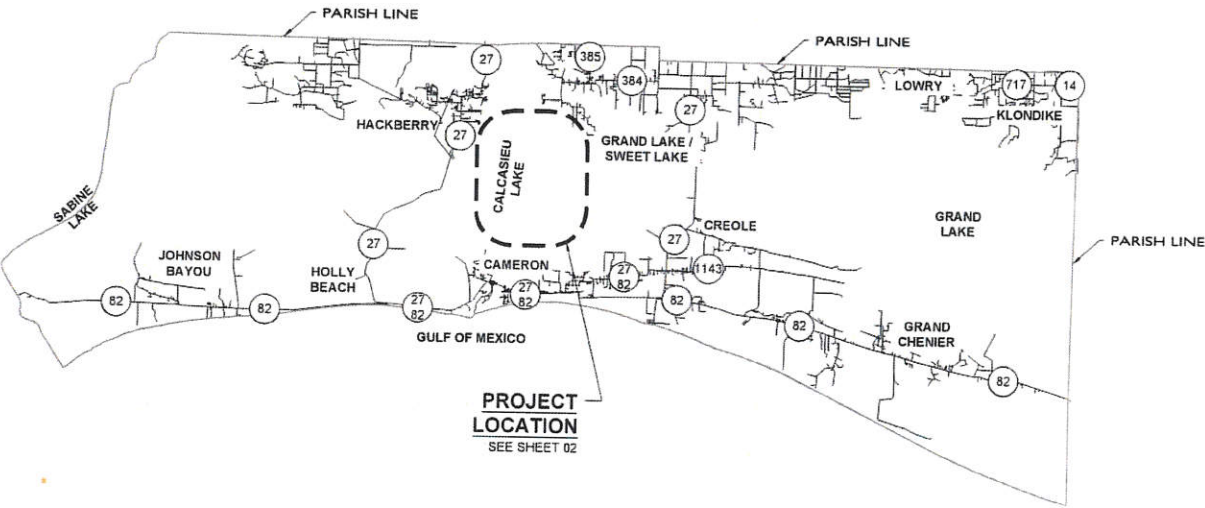 PARISH LINE
PARISH LINE
27
385
384
27
LOWRY
717
14
KLONDIKE
HACKBERRY
27
GRAND LAKE /
SWEET LAKE
CALCASIEU
LAKE
SABINE
LAKE
GRAND
LAKE
PARISH LINE
27
CREOLE
27
JOHNSON
BAYOU
HOLLY
BEACH
CAMERON
27
82
1143
82
82
27
82
27
82
82
82
GULF OF MEXICO
GRAND
CHENIER
82
PROJECT
LOCATION
SEE SHEET 02